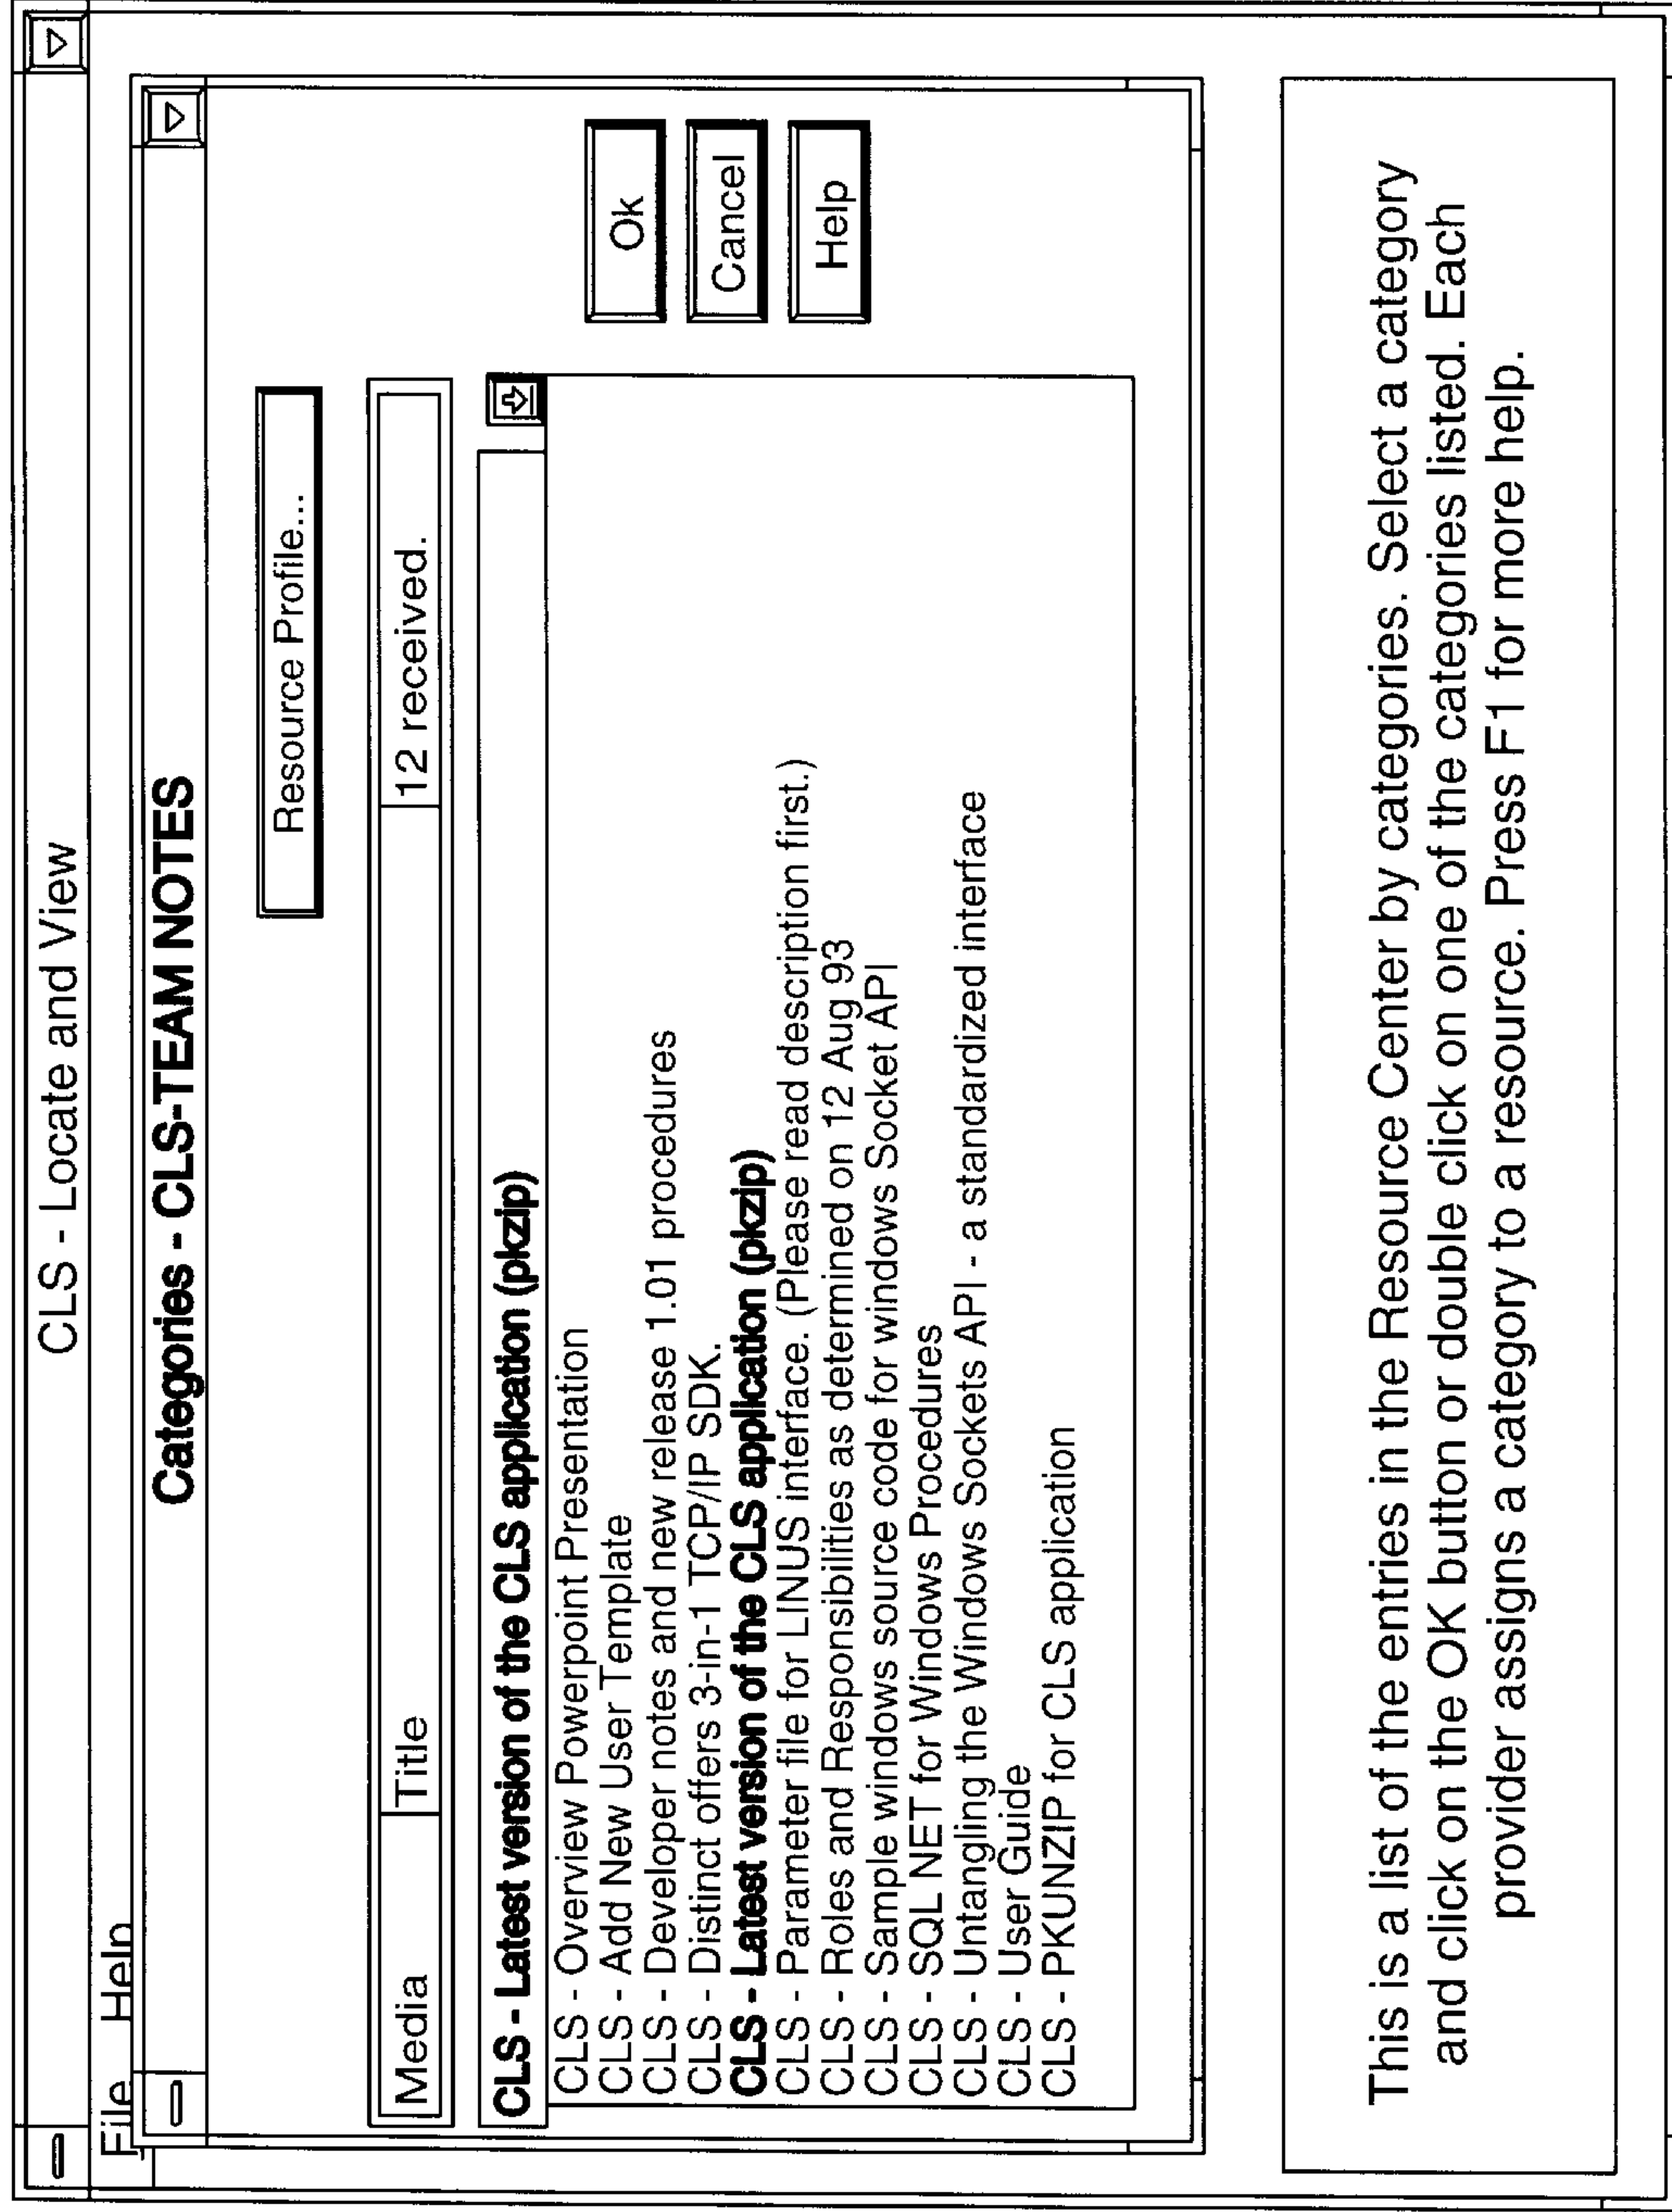 CLS - Locate and View
File Help
Categories - CLS-TEAM NOTES
Resource Profile...
Media Title 12 received.
CLS - Latest version of the CLS application (pkzip)
CLS - Overview Powerpoint Presentation
CLS - Add New User Template
CLS - Developer notes and new release 1.01 procedures
CLS - Distinct offers 3-in-1 TCP/IP SDK.
CLS - Latest version of the CLS application (pkzip)
CLS - Parameter file for LINUS interface. (Please read description first.)
CLS - Roles and Responsibilities as determined on 12 Aug 93
CLS - Sample windows source code for windows Socket API
CLS - SQL NET for Windows Procedures
CLS - Untangling the Windows Sockets API - a standardized interface
CLS - User Guide
CLS - PKUNZIP for CLS application
Ok
Cancel
Help
This is a list of the entries in the Resource Center by categories. Select a category
and click on the OK button or double click on one of the categories listed. Each
provider assigns a category to a resource. Press F1 for more help.